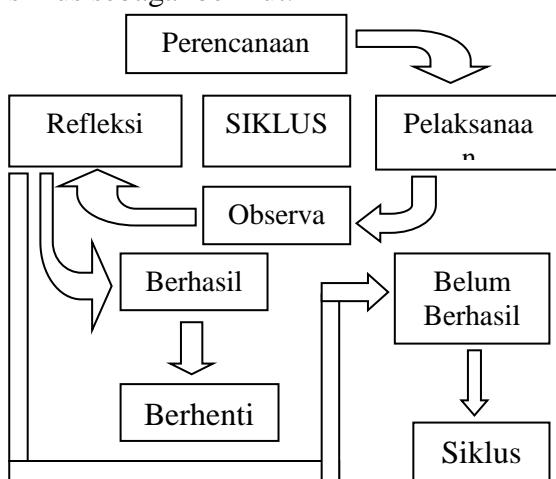 Perencanaan
Refleksi
SIKLUS
Pelaksanaa
n
Observa
Berhasil
Belum
Berhasil
Berhenti
Siklus